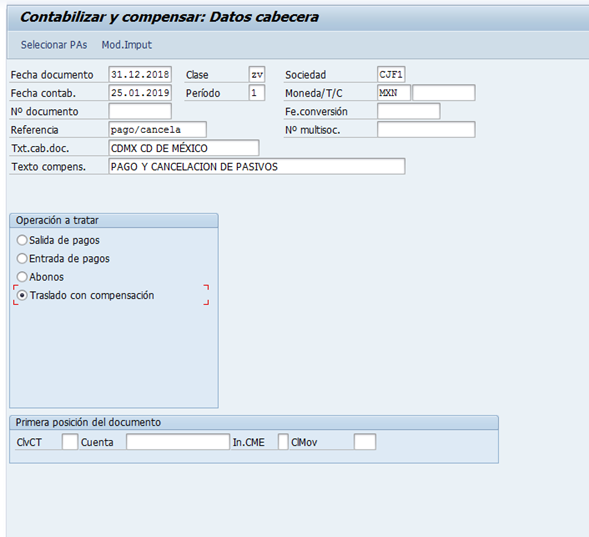 Contabilizar y compensar: Datos cabecera
Selecionar PAs Mod.Imput
Fecha documento 31.12.2018 Clase zv Sociedad CJF1
Fecha contab. 25.01.2019 Período 1 Moneda/T/C MXN
Nº documento Fe.conversión
Referencia pago/cancela Nº multisoc.
Txt.cab.doc. CDMX CD DE MÉXICO
Texto compens. PAGO Y CANCELACION DE PASIVOS
Operación a tratar
Salida de pagos
Entrada de pagos
Abonos
Traslado con compensación
Primera posición del documento
ClvCT Cuenta In.CME ClMov